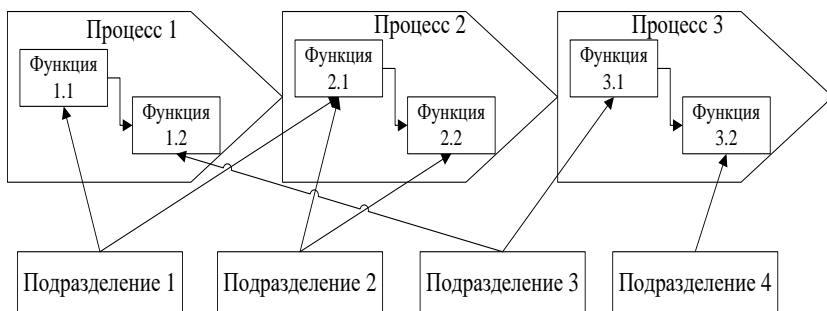 Процесс 1
Функция
1.1
Функция
1.2
Процесс 2
Функция
2.1
Функция
2.2
Процесс 3
Функция
3.1
Функция
3.2
Подразделение 1
Подразделение 2
Подразделение 3
Подразделение 4